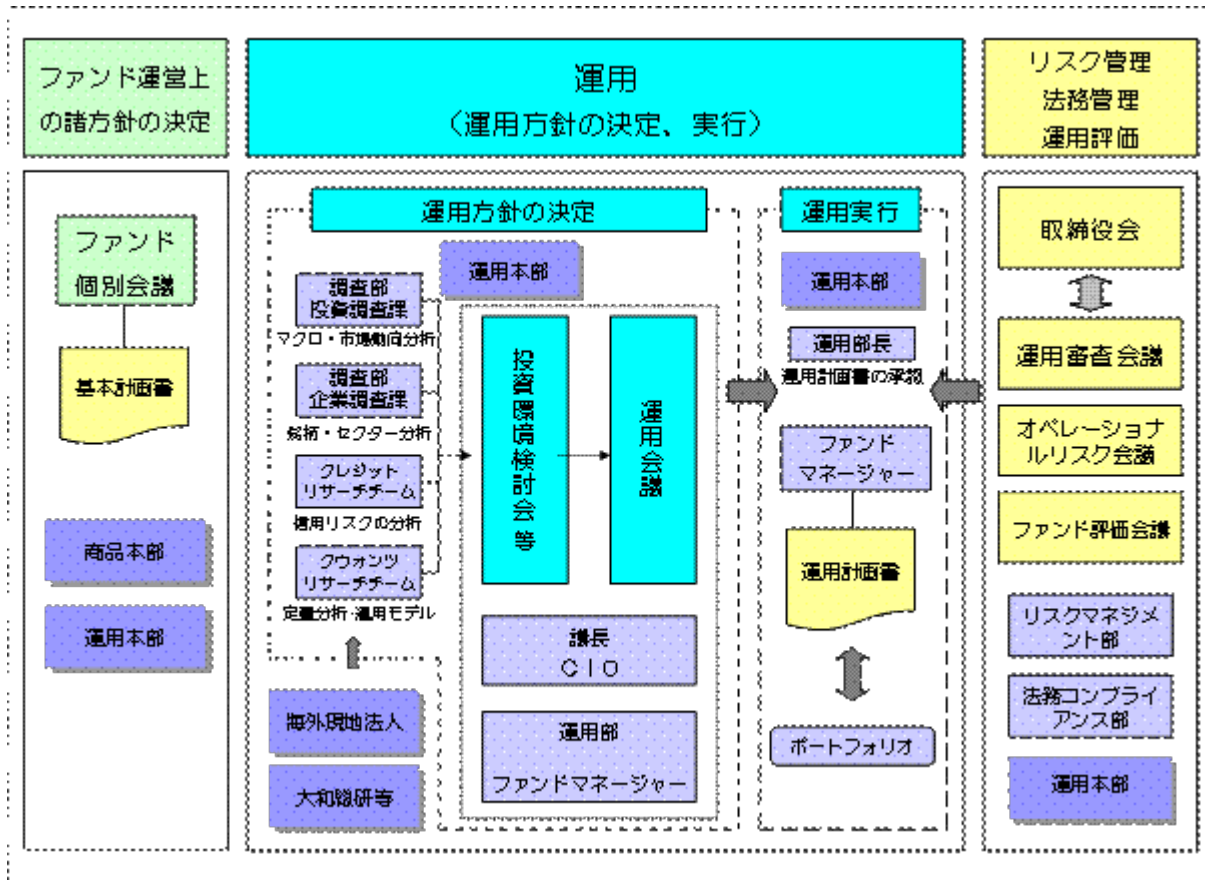 ファンド運営上
の諸方針の決定
運用
（運用方針の決定、実行）
リスク管理
法務管理
運用評価
ファンド
個別会議
基本計画書
商品本部
運用本部
運用方針の決定
運用本部
調査部
投資調査課
マクロ・市場動向分析
調査部
企業調査課
銘柄・セクター分析
クレジット
リサーチチーム
信用リスクの分析
クウォンツ
リサーチチーム
定量分析・運用モデル
海外現地法人
大和総研等
投資環境検討会等
運用会議
議長
ＣＩＯ
運用部
ファンドマネージャー
運用実行
運用本部
運用部長
運用計画書の承認
ファンド
マネージャー
運用計画書
ポートフォリオ
取締役会
運用審査会議
オペレーショナ
ルリスク会議
ファンド評価会議
リスクマネジメ
ント部
法務コンプライ
アンス部
運用本部